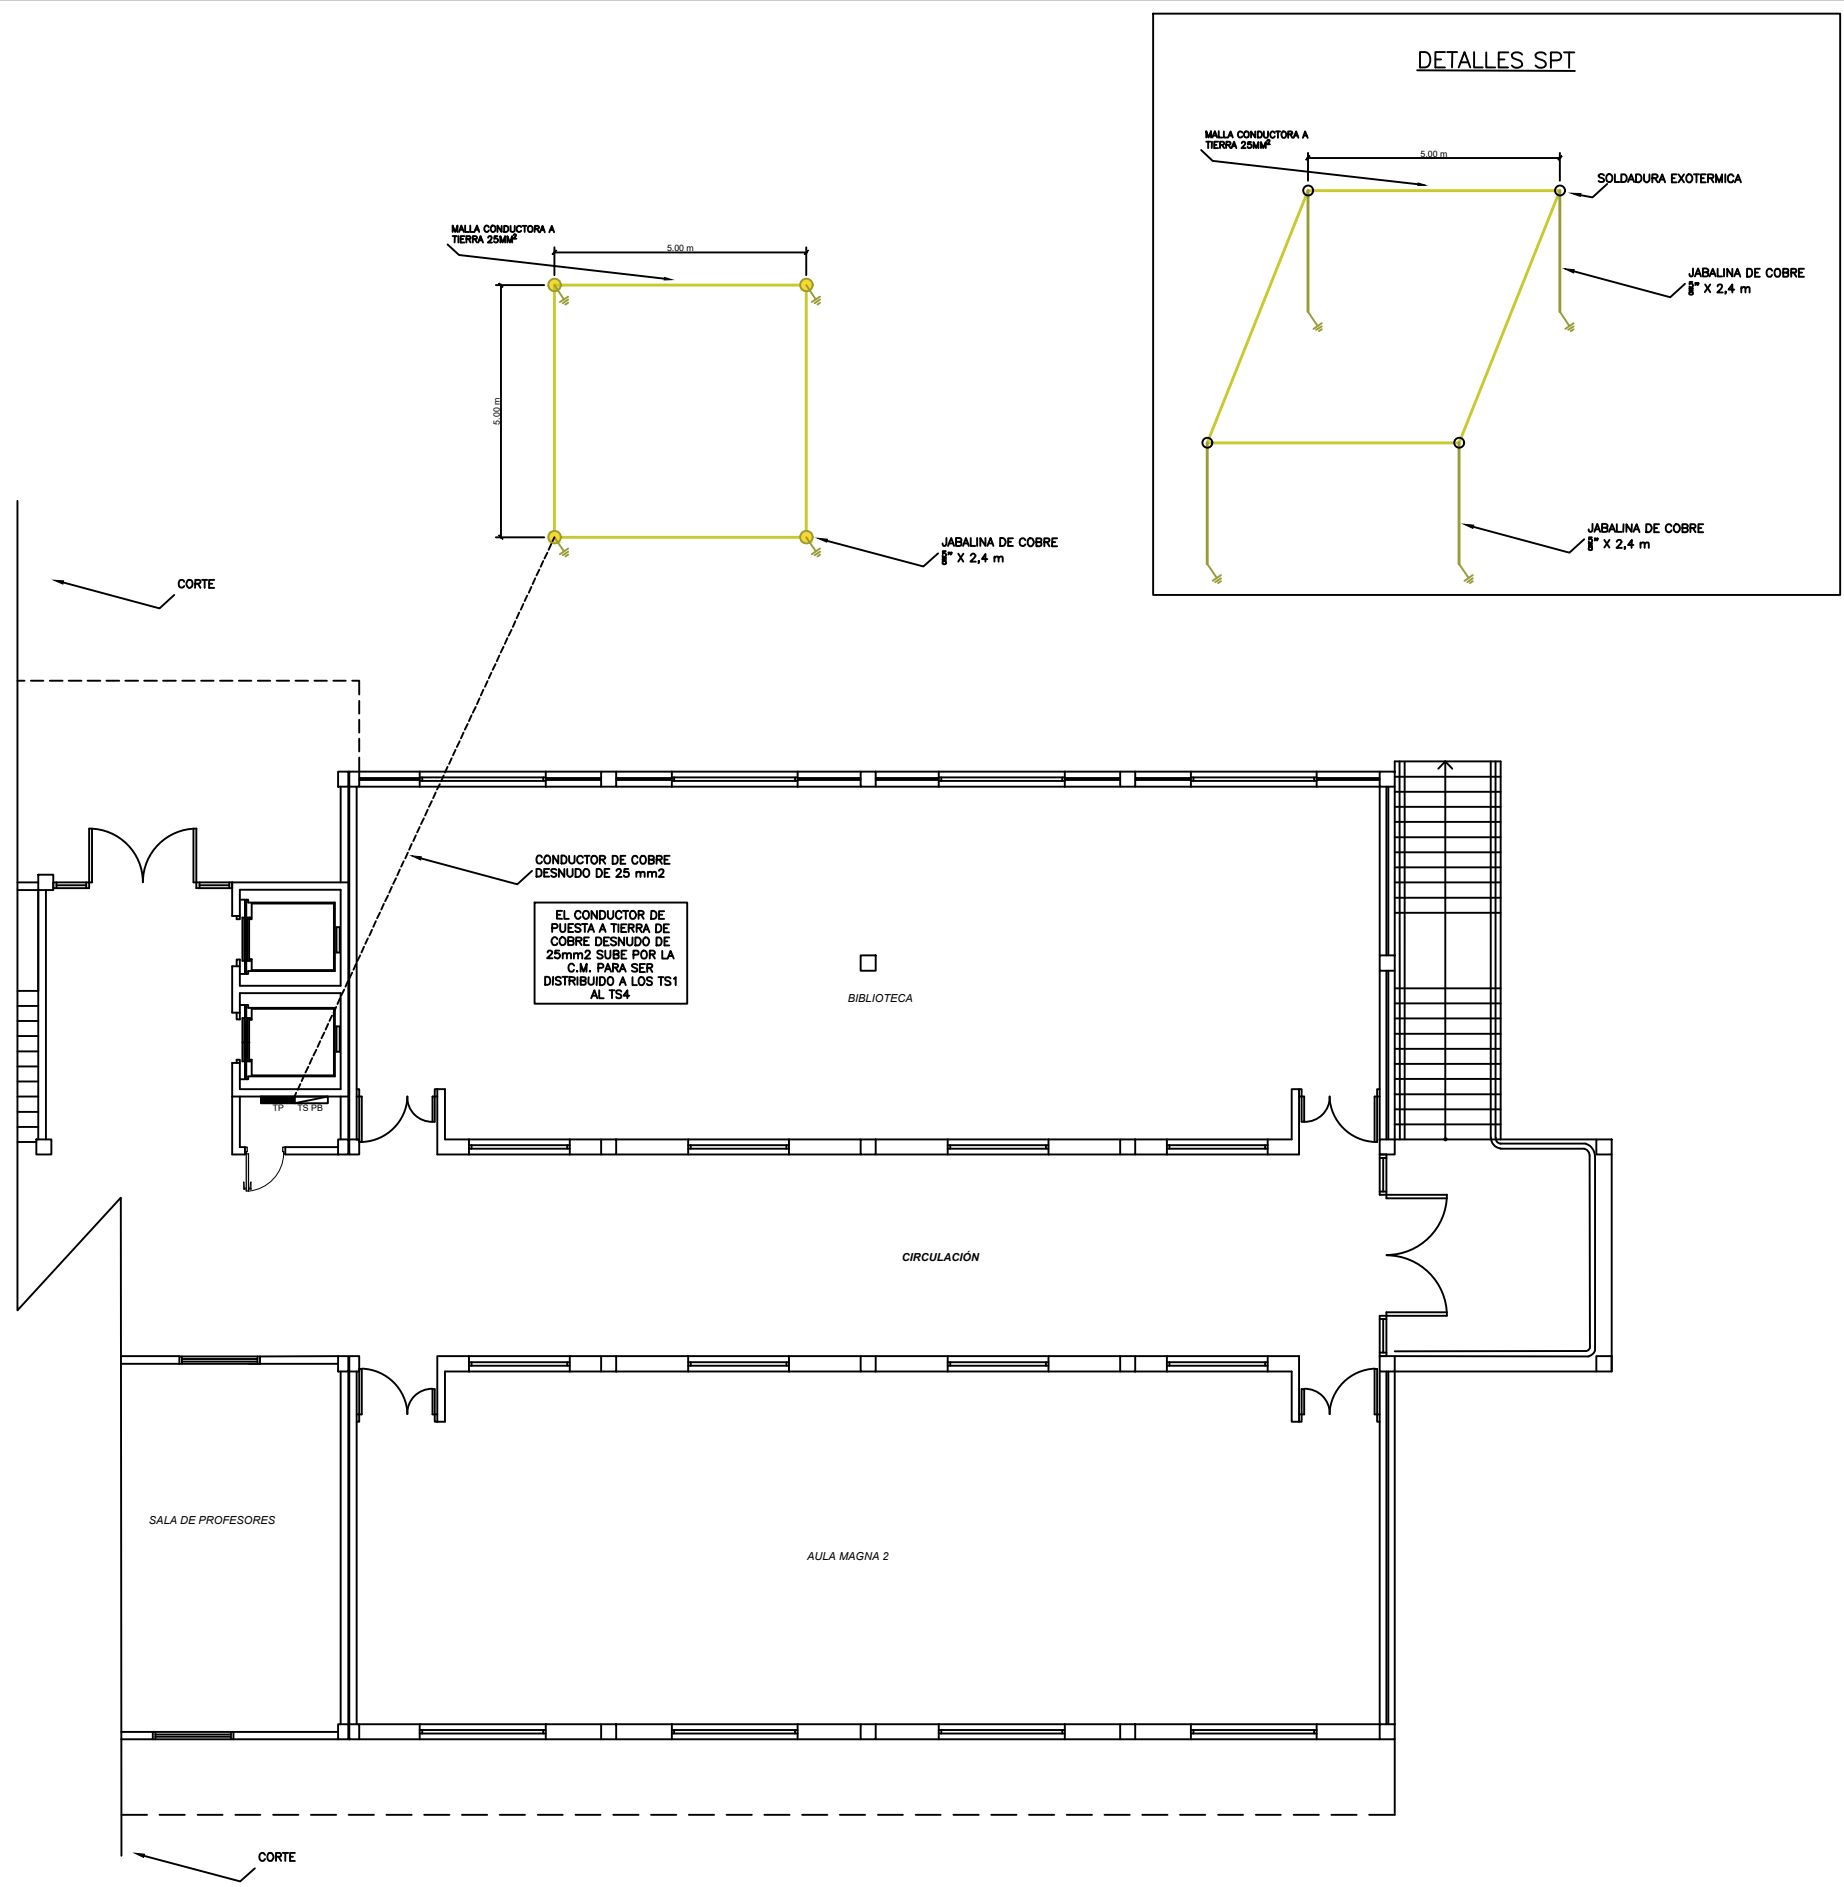 DETALLES SPT
MALLA CONDUCTORA A
TIERRA 25MM²
5.00 m
SOLDADURA EXOTERMICA
JABALINA DE COBRE
5/8" X 2,4 m
JABALINA DE COBRE
5/8" X 2,4 m
MALLA CONDUCTORA A
TIERRA 25MM²
5.00 m
5.00 m
JABALINA DE COBRE
5/8" X 2,4 m
CORTE
CONDUCTOR DE COBRE
DESNUDO DE 25 mm2
EL CONDUCTOR DE
PUESTA A TIERRA DE
COBRE DESNUDO DE
25mm2 SUBE POR LA
C.M. PARA SER
DISTRIBUIDO A LOS TS1
AL TS4
BIBLIOTECA
TP
TS PB
CIRCULACIÓN
SALA DE PROFESORES
AULA MAGNA 2
CORTE